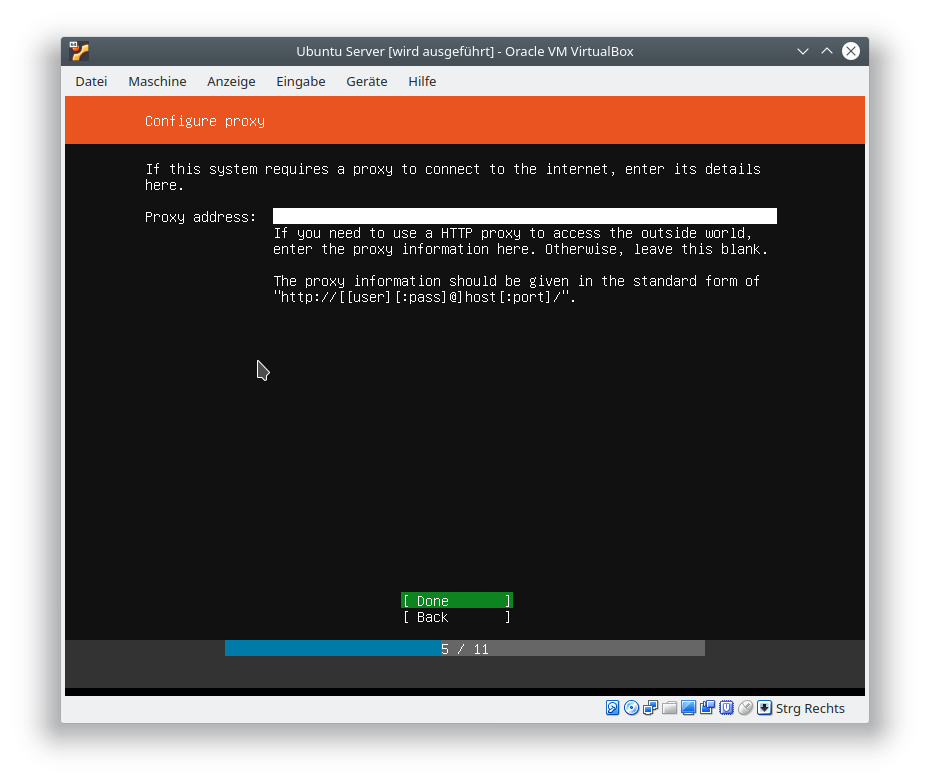 Ubuntu Server [wird ausgeführt] - Oracle VM VirtualBox
Datei Maschine Anzeige Eingabe Geräte Hilfe
Configure proxy
If this system requires a proxy to connect to the internet, enter its details
here.
Proxy address:
If you need to use a HTTP proxy to access the outside world,
enter the proxy information here. Otherwise, leave this blank.
The proxy information should be given in the standard form of
"http://[[user][:pass]@]host[:port]/".
[ Done ]
[ Back ]
5 / 11
Strg Rechts